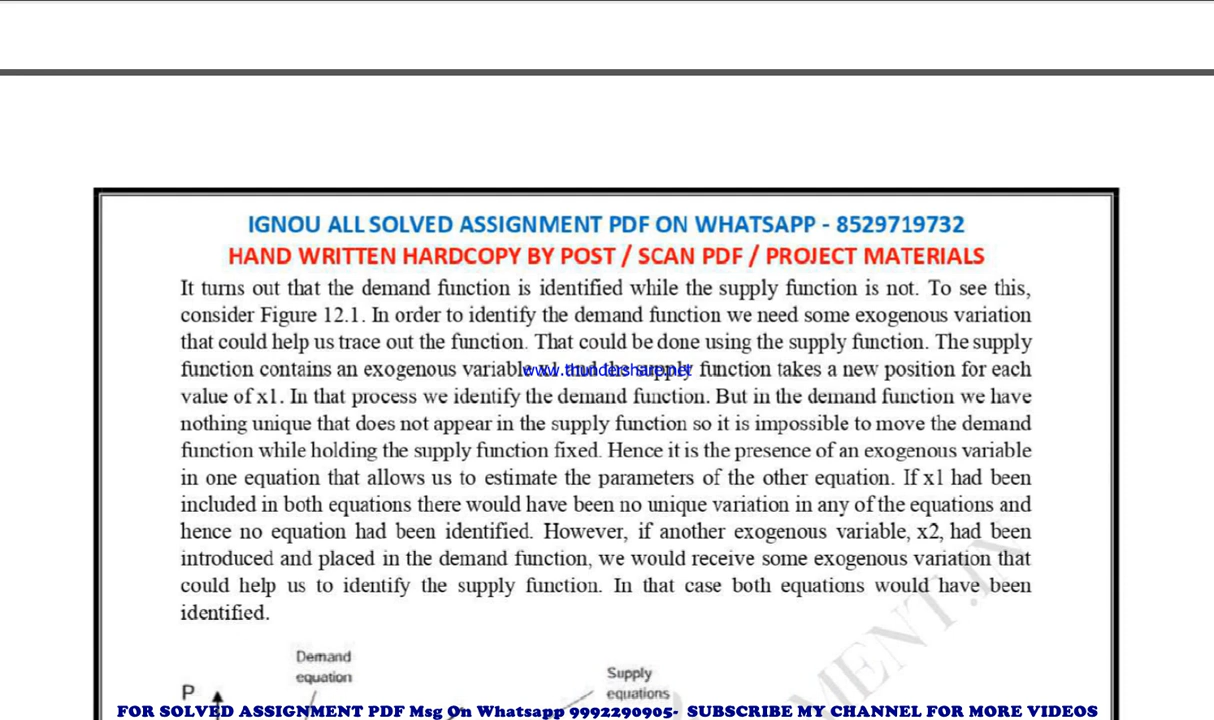 IGNOU ALL SOLVED ASSIGNMENT PDF ON WHATSAPP - 8529719732
HAND WRITTEN HARDCOPY BY POST / SCAN PDF / PROJECT MATERIALS
It turns out that the demand function is identified while the supply function is not. To see this,
consider Figure 12.1. In order to identify the demand function we need some exogenous variation
that could help us trace out the function. That could be done using the supply function. The supply
function contains an exogenous variable x1 and the supply function takes a new position for each
www.thundershare.net
value of x1. In that process we identify the demand function. But in the demand function we have
nothing unique that does not appear in the supply function so it is impossible to move the demand
function while holding the supply function fixed. Hence it is the presence of an exogenous variable
in one equation that allows us to estimate the parameters of the other equation. If x1 had been
included in both equations there would have been no unique variation in any of the equations and
hence no equation had been identified. However, if another exogenous variable, x2, had been
introduced and placed in the demand function, we would receive some exogenous variation that
could help us to identify the supply function. In that case both equations would have been
identified.
Demand
equation
Supply
equations
P
FOR SOLVED ASSIGNMENT PDF Msg On Whatsapp 9992290905- SUBSCRIBE MY CHANNEL FOR MORE VIDEOS